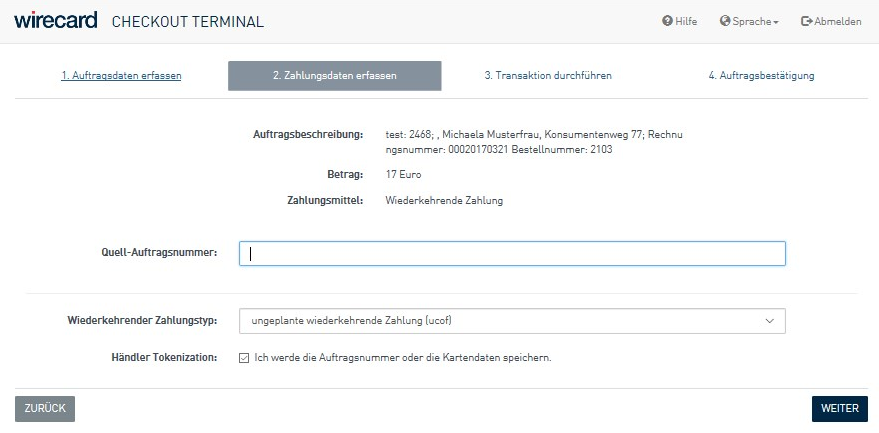 wirecard CHECKOUT TERMINAL
Hilfe Sprache Abmelden
1. Auftragsdaten erfassen 2. Zahlungsdaten erfassen 3. Transaktion durchführen 4. Auftragsbestätigung
Auftragsbeschreibung: test: 2468; , Michaela Musterfrau, Konsumentenweg 77; Rechnu
ngsnummer: 00020170321 Bestellnummer: 2103
Betrag: 17 Euro
Zahlungsmittel: Wiederkehrende Zahlung
Quell-Auftragsnummer:
Wiederkehrender Zahlungstyp: ungeplante wiederkehrende Zahlung (ucof)
Händler Tokenization: Ich werde die Auftragsnummer oder die Kartendaten speichern.
ZURÜCK WEITER